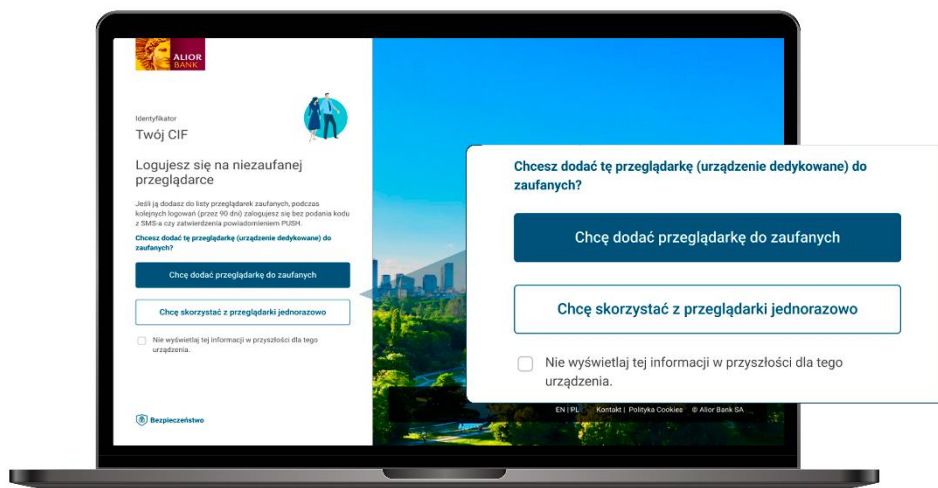 ALIOR
BANK
Identyfikator
Twój CIF
Logujesz się na niezaufanej
przeglądarce
Jeśli ją dodasz do listy przeglądarek zaufanych, podczas
kolejnych logowań (przez 90 dni) zalogujesz się bez podania kodu
z SMS-a czy zatwierdzenia powiadomieniem PUSH.
Chcesz dodać tę przeglądarkę (urządzenie dedykowane) do
zaufanych?
Chcę dodać przeglądarkę do zaufanych
Chcę skorzystać z przeglądarki jednorazowo
Nie wyświetlaj tej informacji w przyszłości dla tego
urządzenia.
Bezpieczeństwo
Chcesz dodać tę przeglądarkę (urządzenie dedykowane) do
zaufanych?
Chcę dodać przeglądarkę do zaufanych
Chcę skorzystać z przeglądarki jednorazowo
Nie wyświetlaj tej informacji w przyszłości dla tego
urządzenia.
EN | PL Kontakt | Polityka Cookies © Alior Bank SA